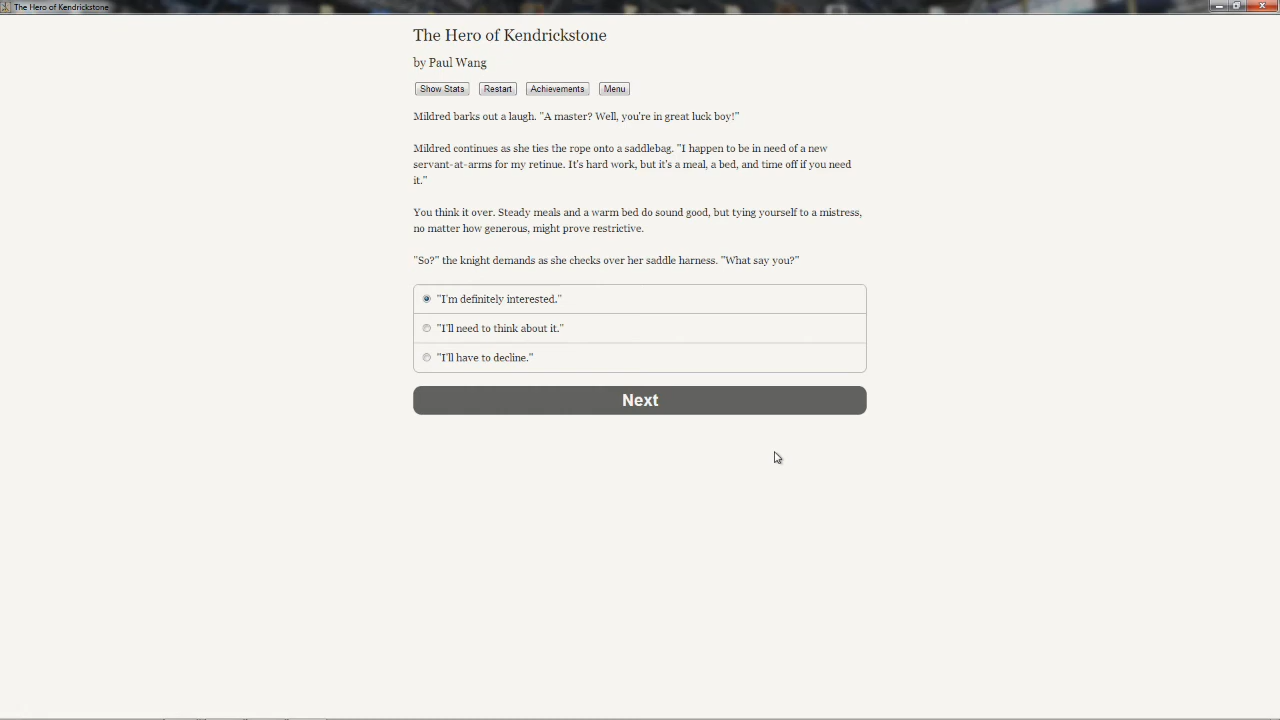 The Hero of Kendrickstone
The Hero of Kendrickstone
by Paul Wang
Show Stats Restart Achievements Menu
Mildred barks out a laugh. "A master? Well, you're in great luck boy!"
Mildred continues as she ties the rope onto a saddlebag. "I happen to be in need of a new
servant-at-arms for my retinue. It's hard work, but it's a meal, a bed, and time off if you need
it."
You think it over. Steady meals and a warm bed do sound good, but tying yourself to a mistress,
no matter how generous, might prove restrictive.
"So?" the knight demands as she checks over her saddle harness. "What say you?"
"I'm definitely interested."
"I'll need to think about it."
"I'll have to decline."
Next